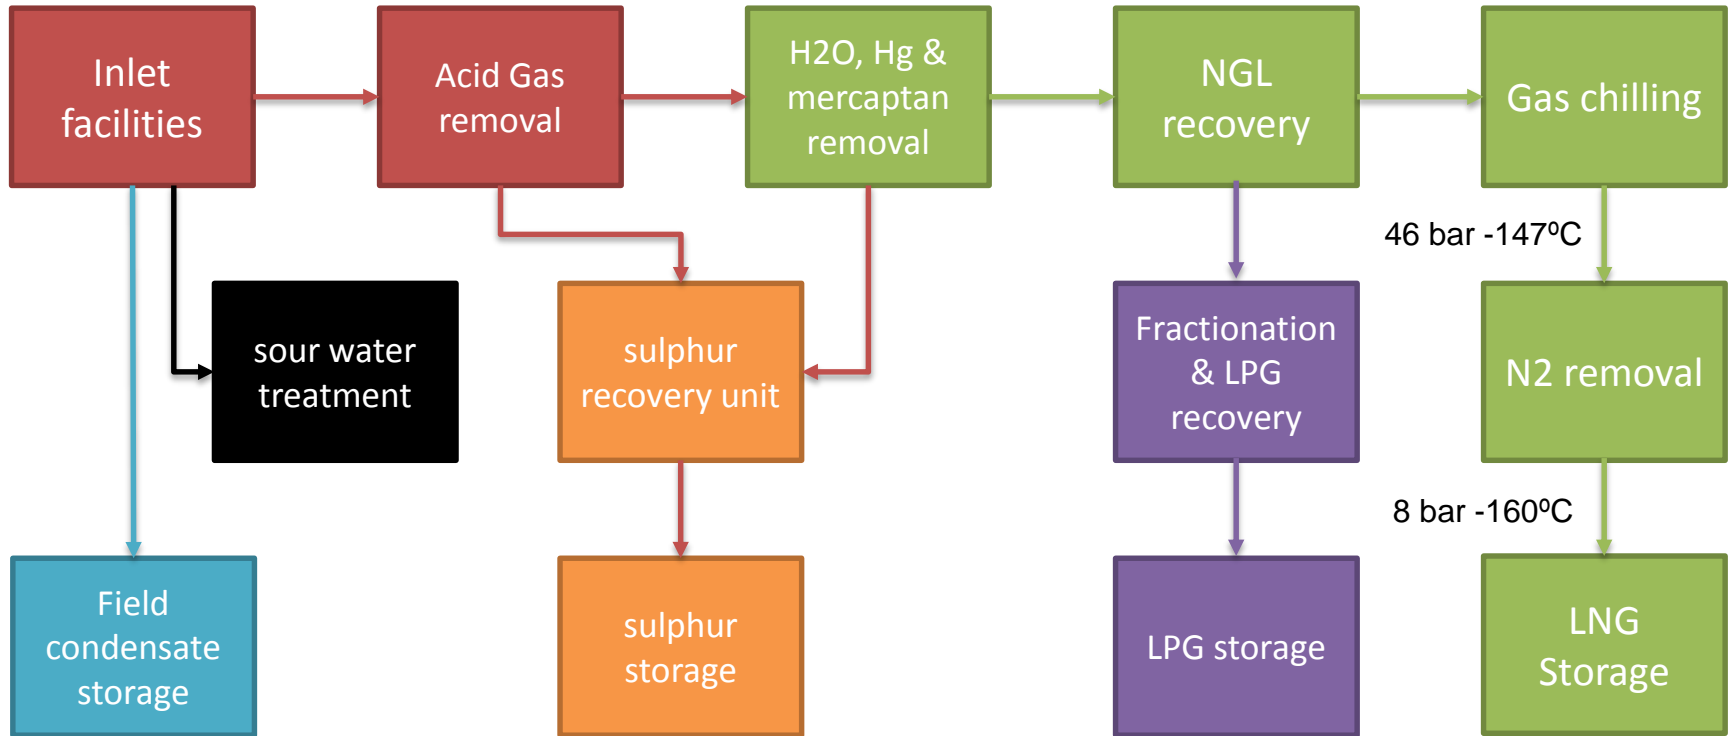 Inlet
facilities
Acid Gas
removal
H2O, Hg &
mercaptan
removal
NGL
recovery
Gas chilling
46 bar -147ºC
sour water
treatment
sulphur
recovery unit
Fractionation
& LPG
recovery
N2 removal
8 bar -160ºC
Field
condensate
storage
sulphur
storage
LPG storage
LNG
Storage